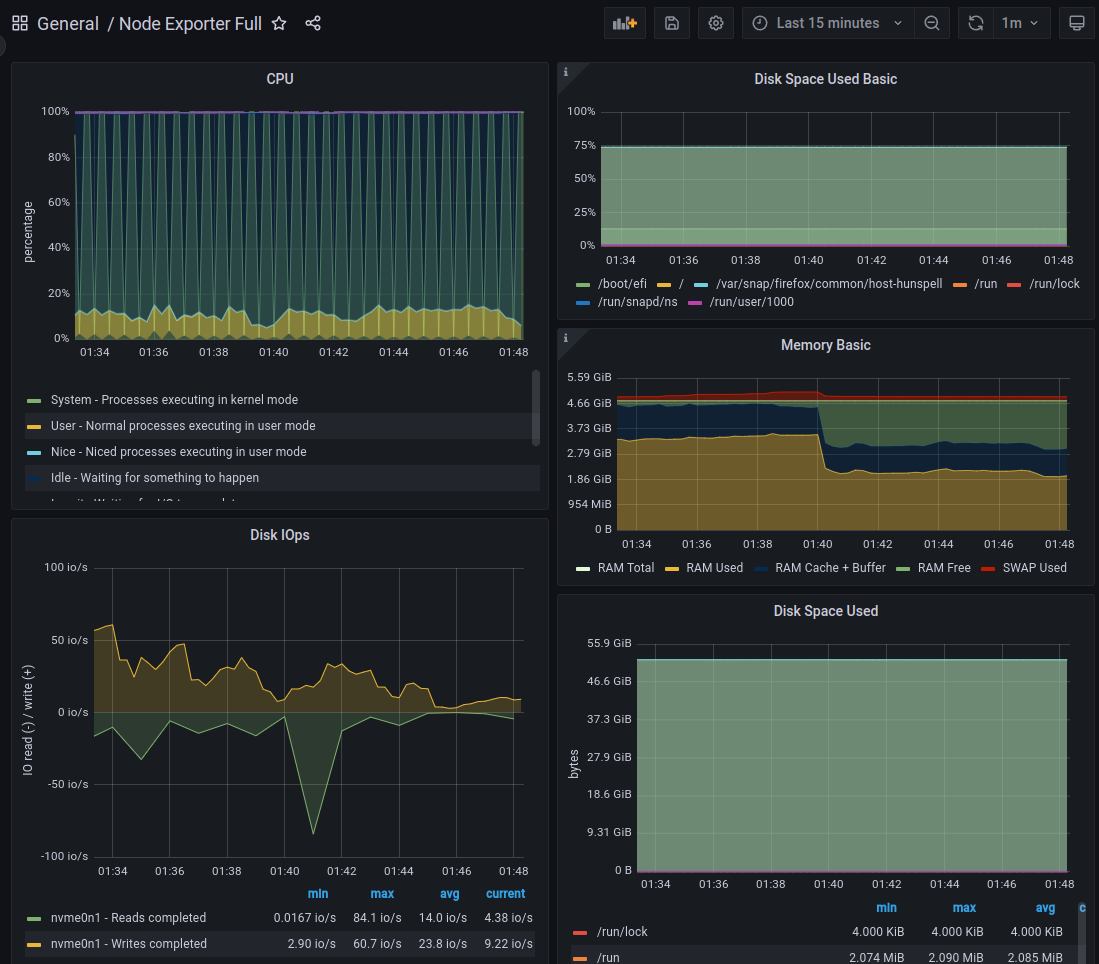 General / Node Exporter Full
Last 15 minutes
1m
CPU
100%
80%
60%
40%
20%
0%
percentage
01:34 01:36 01:38 01:40 01:42 01:44 01:46 01:48
System - Processes executing in kernel mode
User - Normal processes executing in user mode
Nice - Niced processes executing in user mode
Idle - Waiting for something to happen
Disk IOps
100 io/s
50 io/s
0 io/s
-50 io/s
-100 io/s
IO read (-) / write (+)
01:34 01:36 01:38 01:40 01:42 01:44 01:46 01:48
min max avg current
nvme0n1 - Reads completed 0.0167 io/s 84.1 io/s 14.0 io/s 4.38 io/s
nvme0n1 - Writes completed 2.90 io/s 60.7 io/s 23.8 io/s 9.22 io/s
i
Disk Space Used Basic
100%
75%
50%
25%
0%
01:34 01:36 01:38 01:40 01:42 01:44 01:46 01:48
/boot/efi / /var/snap/firefox/common/host-hunspell /run /run/lock
/run/snapd/ns /run/user/1000
i
Memory Basic
5.59 GiB
4.66 GiB
3.73 GiB
2.79 GiB
1.86 GiB
954 MiB
0 B
01:34 01:36 01:38 01:40 01:42 01:44 01:46 01:48
RAM Total RAM Used RAM Cache + Buffer RAM Free SWAP Used
Disk Space Used
55.9 GiB
46.6 GiB
37.3 GiB
27.9 GiB
18.6 GiB
9.31 GiB
0 B
bytes
01:34 01:36 01:38 01:40 01:42 01:44 01:46 01:48
min max avg c
/run/lock 4.000 KiB 4.000 KiB 4.000 KiB
/run 2.074 MiB 2.090 MiB 2.085 MiB